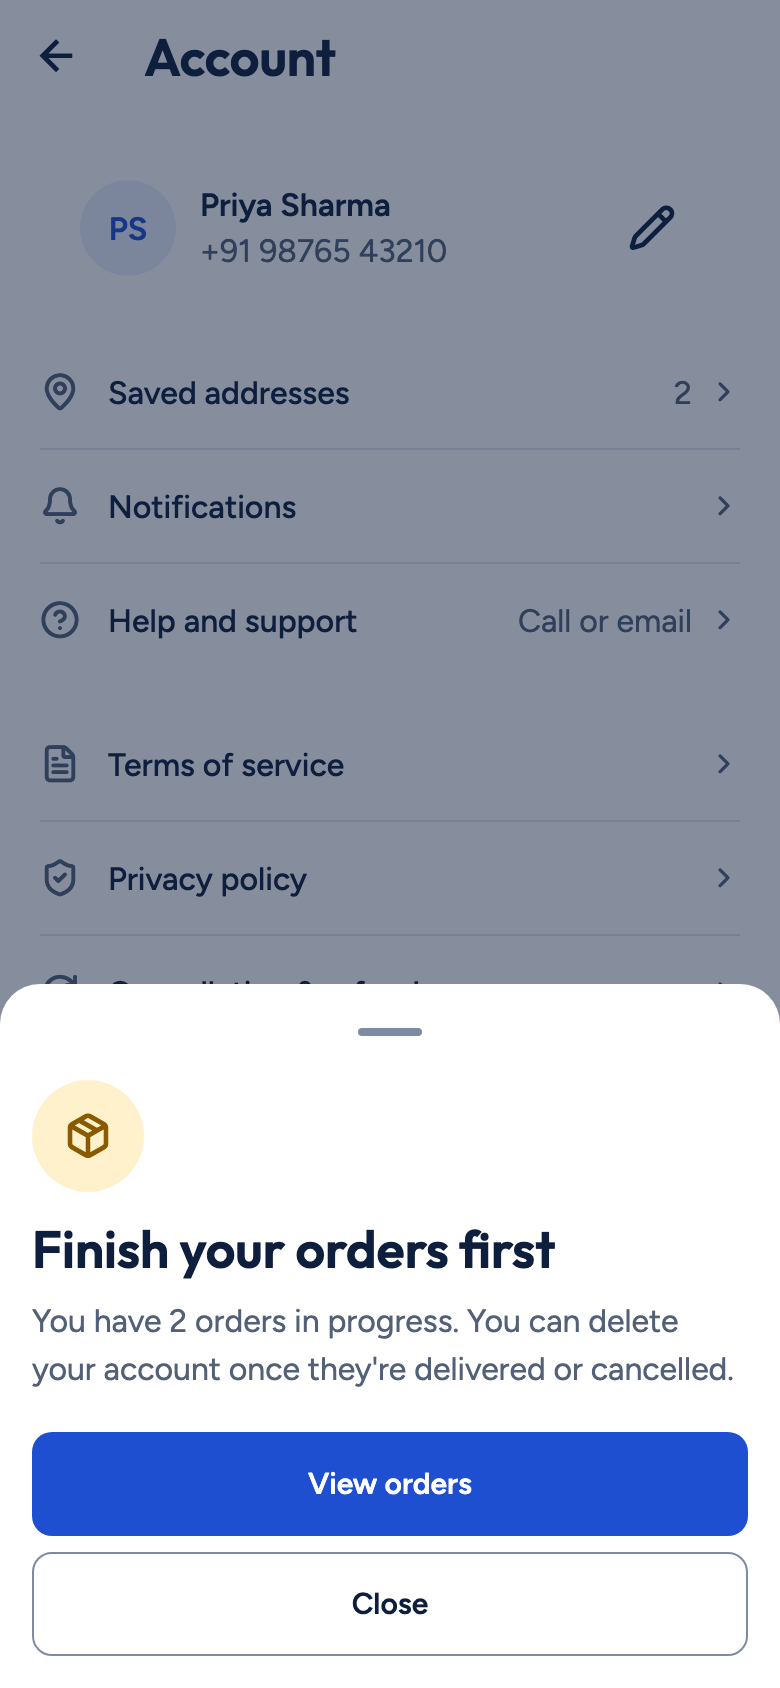 Account
PS
Priya Sharma
+91 98765 43210
Saved addresses 2
Notifications
Help and support Call or email
Terms of service
Privacy policy
Finish your orders first
You have 2 orders in progress. You can delete
your account once they're delivered or cancelled.
View orders
Close